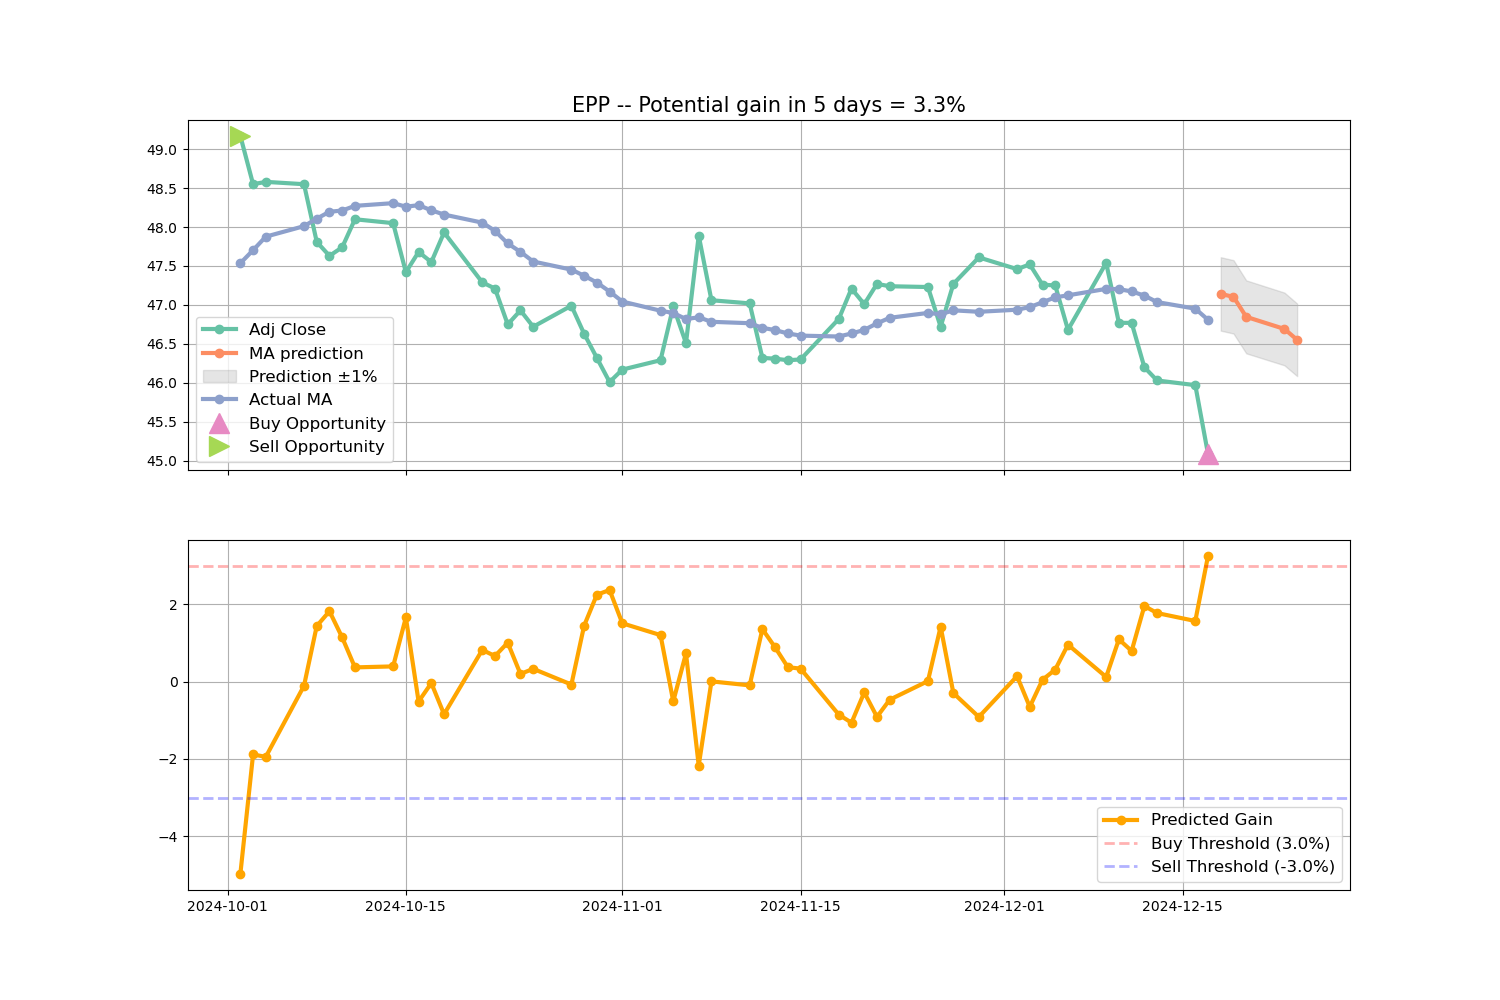 EPP -- Potential gain in 5 days = 3.3%
49.0
48.5
48.0
47.5
47.0
46.5
46.0
45.5
45.0
Adj Close
MA prediction
Prediction ±1%
Actual MA
Buy Opportunity
Sell Opportunity
2
0
−2
−4
Predicted Gain
Buy Threshold (3.0%)
Sell Threshold (-3.0%)
2024-10-01 2024-10-15 2024-11-01 2024-11-15 2024-12-01 2024-12-15